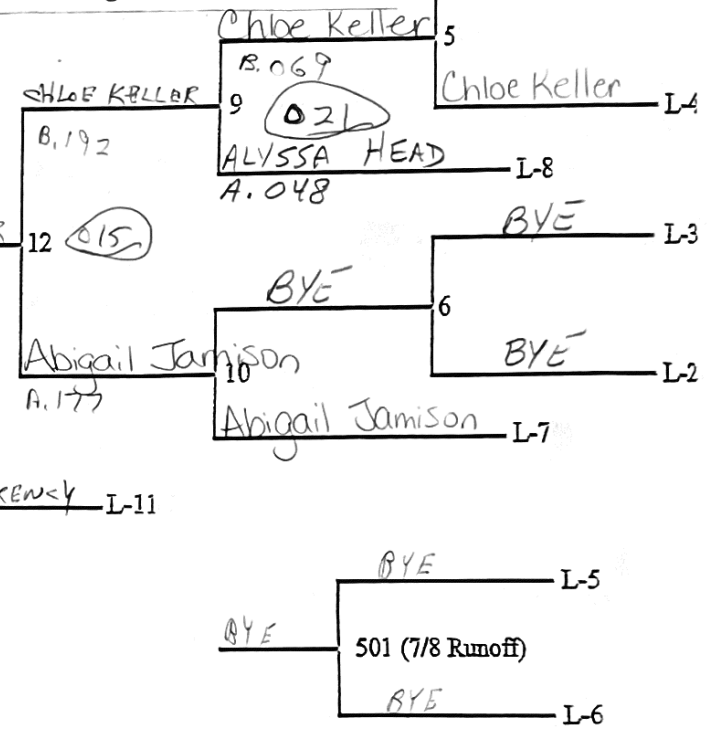 Chloe Keller 5
B.069
Chloe Keller L-4
CHLOE KELLER 9 021
B.192
ALYSSA HEAD L-8
A.048
BYE L-3
12 015
BYE 6
BYE L-2
Abigail Jamison 10
A.177
Abigail Jamison L-7
L-11
BYE L-5
BYE 501 (7/8 Runoff)
BYE L-6